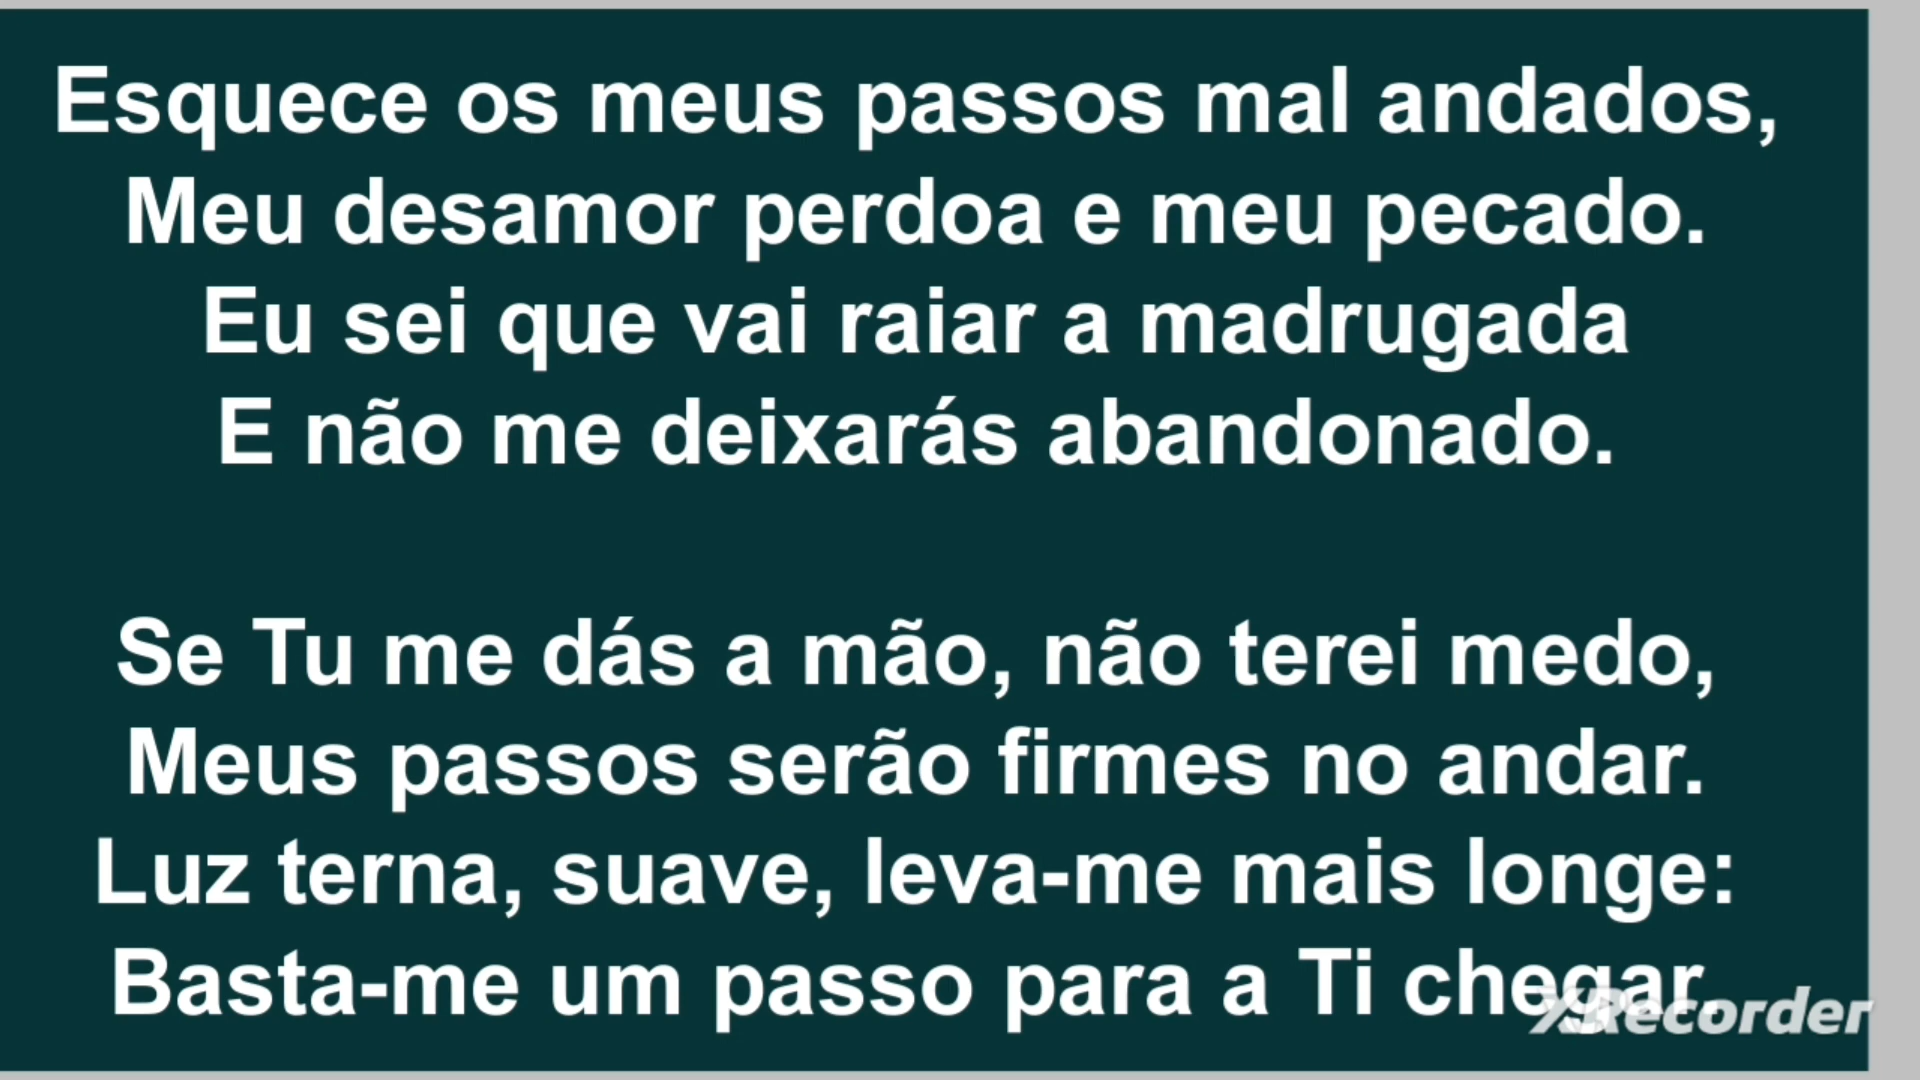 Esquece os meus passos mal andados,
Meu desamor perdoa e meu pecado.
Eu sei que vai raiar a madrugada
E não me deixarás abandonado.
Se Tu me dás a mão, não terei medo,
Meus passos serão firmes no andar.
Luz terna, suave, leva-me mais longe:
Basta-me um passo para a Ti chegar.
XRecorder